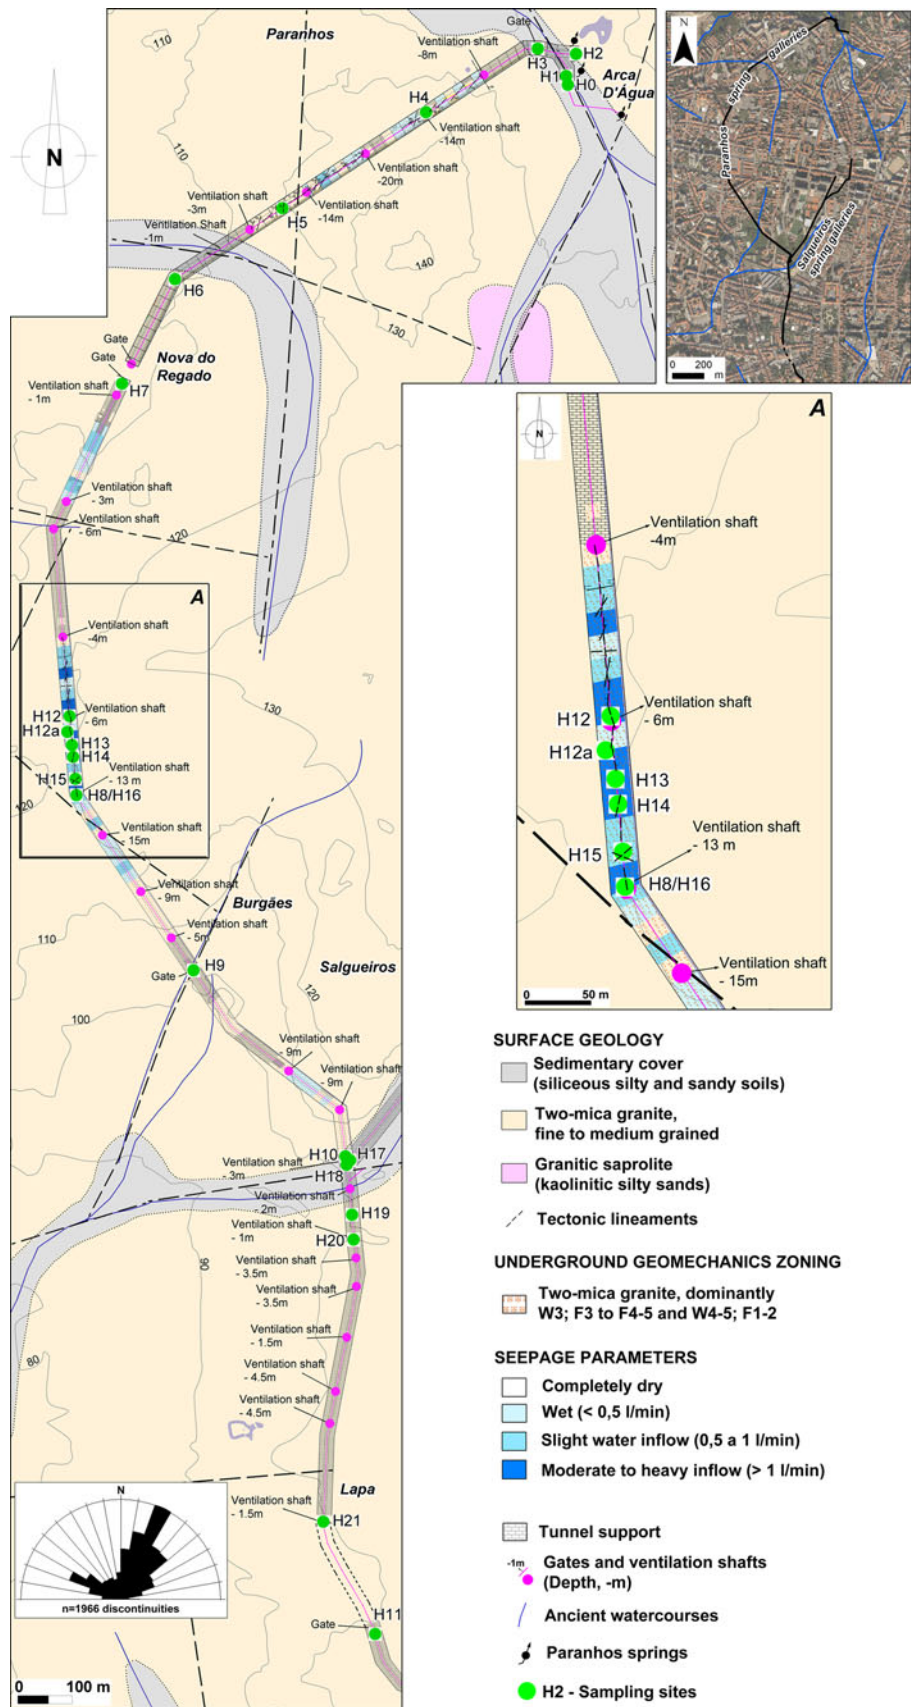 Paranhos
Gate
110
Ventilation shaft
-8m
H3
H2
H1
H0
Arca
D'Água
N
H4
-14m
110
-20m
Ventilation shaft
-3m
Ventilation shaft
-14m
H5
Ventilation Shaft
-1m
140
H6
130
Gate
Gate
Nova do
Regado
H7
Ventilation shaft
- 1m
Ventilation shaft
- 3m
Ventilation shaft
- 6m
120
A
Ventilation shaft
-4m
130
H12
Ventilation shaft
- 6m
H12a
H13
H14
H15
Ventilation shaft
- 13 m
H8/H16
120
Ventilation shaft
- 15m
Ventilation shaft
- 9m
Burgães
110
Ventilation shaft
- 5m
Salgueiros
Gate
H9
120
100
Ventilation shaft
- 9m
Ventilation shaft
- 9m
H10
H17
Ventilation shaft
- 3m
H18
Ventilation shaft
- 2m
H19
Ventilation shaft
- 1m
H20
90
Ventilation shaft
- 3.5m
Ventilation shaft
- 3.5m
Ventilation shaft
- 1.5m
80
Ventilation shaft
- 4.5m
Ventilation shaft
- 4.5m
Lapa
Ventilation shaft
- 1.5m
H21
N
n=1966 discontinuities
H11
Gate
0 100 m
N
Paranhos spring galleries
Salgueiros
spring galleries
0 200
m
A
N
Ventilation shaft
-4m
H12
Ventilation shaft
- 6m
H12a
H13
H14
H15
Ventilation shaft
- 13 m
H8/H16
Ventilation shaft
- 15m
0 50 m
SURFACE GEOLOGY
Sedimentary cover
(siliceous silty and sandy soils)
Two-mica granite,
fine to medium grained
Granitic saprolite
(kaolinitic silty sands)
Tectonic lineaments
UNDERGROUND GEOMECHANICS ZONING
Two-mica granite, dominantly
W3; F3 to F4-5 and W4-5; F1-2
SEEPAGE PARAMETERS
Completely dry
Wet (< 0,5 l/min)
Slight water inflow (0,5 a 1 l/min)
Moderate to heavy inflow (> 1 l/min)
Tunnel support
-1m
Gates and ventilation shafts
(Depth, -m)
Ancient watercourses
Paranhos springs
H2 - Sampling sites